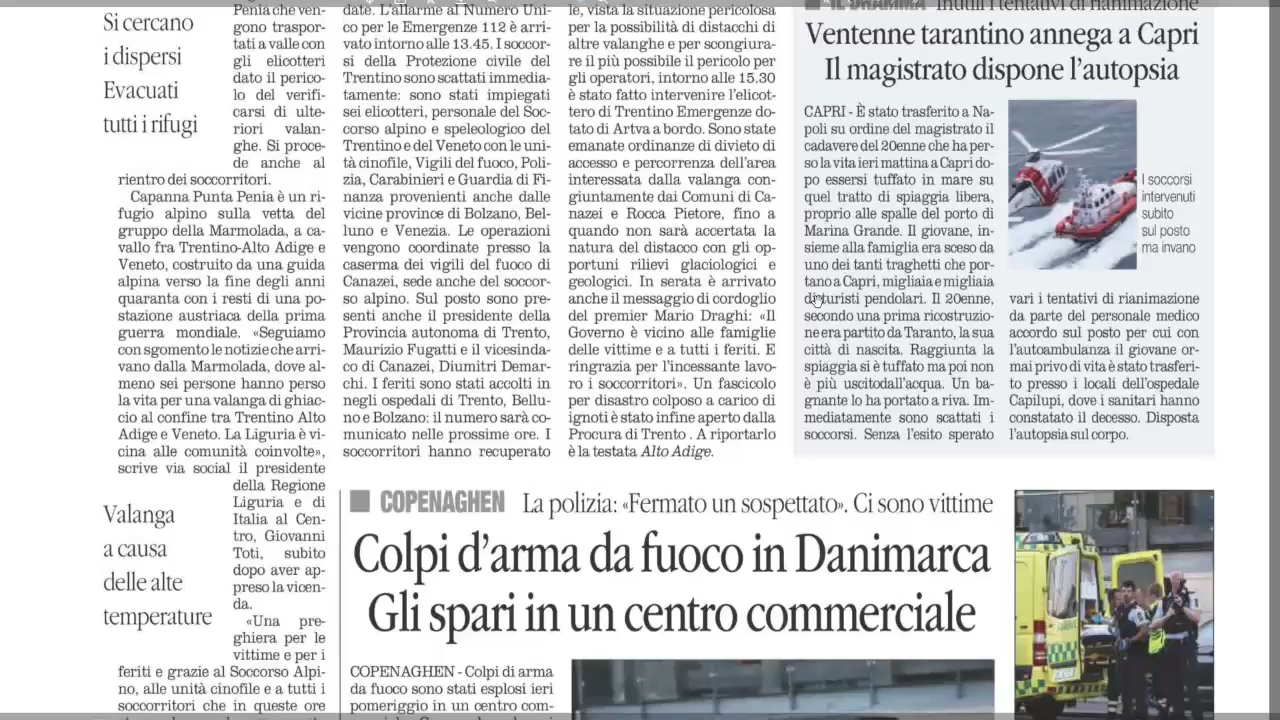 Si cercano
i dispersi
Evacuati
tutti i rifugi
Penia che ven-
gono traspor-
tati a valle con
gli elicotteri
dato il perico-
lo del verifi-
carsi di ulte-
riori valan-
ghe. Si proce-
de anche al
rientro dei soccorritori.
Capanna Punta Penia è un ri-
fugio alpino sulla vetta del
gruppo della Marmolada, a ca-
vallo fra Trentino-Alto Adige e
Veneto, costruito da una guida
alpina verso la fine degli anni
quaranta con i resti di una po-
stazione austriaca della prima
guerra mondiale. «Seguiamo
con sgomento le notizie che arri-
vano dalla Marmolada, dove al-
meno sei persone hanno perso
la vita per una valanga di ghiac-
cio al confine tra Trentino Alto
Adige e Veneto. La Liguria è vi-
cina alle comunità coinvolte»,
scrive via social il presidente
della Regione
Liguria e di
Italia al Cen-
tro, Giovanni
Toti, subito
dopo aver ap-
preso la vicen-
da.
«Una pre-
ghiera per le
vittime e per i
feriti e grazie al Soccorso Alpi-
no, alle unità cinofile e a tutti i
soccorritori che in queste ore
Valanga
a causa
delle alte
temperature
date. L'allarme al Numero Uni-
co per le Emergenze 112 è arri-
vato intorno alle 13.45. I soccor-
si della Protezione civile del
Trentino sono scattati immedia-
tamente: sono stati impiegati
sei elicotteri, personale del Soc-
corso alpino e speleologico del
Trentino e del Veneto con le uni-
tà cinofile, Vigili del fuoco, Poli-
zia, Carabinieri e Guardia di Fi-
nanza provenienti anche dalle
vicine province di Bolzano, Bel-
luno e Venezia. Le operazioni
vengono coordinate presso la
caserma dei vigili del fuoco di
Canazei, sede anche del soccor-
so alpino. Sul posto sono pre-
senti anche il presidente della
Provincia autonoma di Trento,
Maurizio Fugatti e il vicesinda-
co di Canazei, Diumitri Demar-
chi. I feriti sono stati accolti in
negli ospedali di Trento, Bellu-
no e Bolzano: il numero sarà co-
municato nelle prossime ore. I
soccorritori hanno recuperato
le, vista la situazione pericolosa
per la possibilità di distacchi di
altre valanghe e per scongiura-
re il più possibile il pericolo per
gli operatori, intorno alle 15.30
è stato fatto intervenire l'elicot-
tero di Trentino Emergenze do-
tato di Artva a bordo. Sono state
emanate ordinanze di divieto di
accesso e percorrenza dell'area
interessata dalla valanga con-
giuntamente dai Comuni di Ca-
nazei e Rocca Pietore, fino a
quando non sarà accertata la
natura del distacco con gli op-
portuni rilievi glaciologici e
geologici. In serata è arrivato
anche il messaggio di cordoglio
del premier Mario Draghi: «Il
Governo è vicino alle famiglie
delle vittime e a tutti i feriti. E
ringrazia per l'incessante lavo-
ro i soccorritori». Un fascicolo
per disastro colposo a carico di
ignoti è stato infine aperto dalla
Procura di Trento . A riportarlo
è la testata Alto Adige.
IL DRAMMA Inutili i tentativi di rianimazione
Ventenne tarantino annega a Capri
Il magistrato dispone l'autopsia
CAPRI - È stato trasferito a Na-
poli su ordine del magistrato il
cadavere del 20enne che ha per-
so la vita ieri mattina a Capri do-
po essersi tuffato in mare su
quel tratto di spiaggia libera,
proprio alle spalle del porto di
Marina Grande. Il giovane, in-
sieme alla famiglia era sceso da
uno dei tanti traghetti che por-
tano a Capri, migliaia e migliaia
di turisti pendolari. Il 20enne,
secondo una prima ricostruzio-
ne era partito da Taranto, la sua
città di nascita. Raggiunta la
spiaggia si è tuffato ma poi non
è più uscitodall'acqua. Un ba-
gnante lo ha portato a riva. Im-
mediatamente sono scattati i
soccorsi. Senza l'esito sperato
I soccorsi
intervenuti
subito
sul posto
ma invano
vari i tentativi di rianimazione
da parte del personale medico
accordo sul posto per cui con
l'autoambulanza il giovane or-
mai privo di vita è stato trasferi-
to presso i locali dell'ospedale
Capilupi, dove i sanitari hanno
constatato il decesso. Disposta
l'autopsia sul corpo.
COPENAGHEN La polizia: «Fermato un sospettato». Ci sono vittime
Colpi d'arma da fuoco in Danimarca
Gli spari in un centro commerciale
COPENAGHEN - Colpi di arma
da fuoco sono stati esplosi ieri
pomeriggio in un centro com-